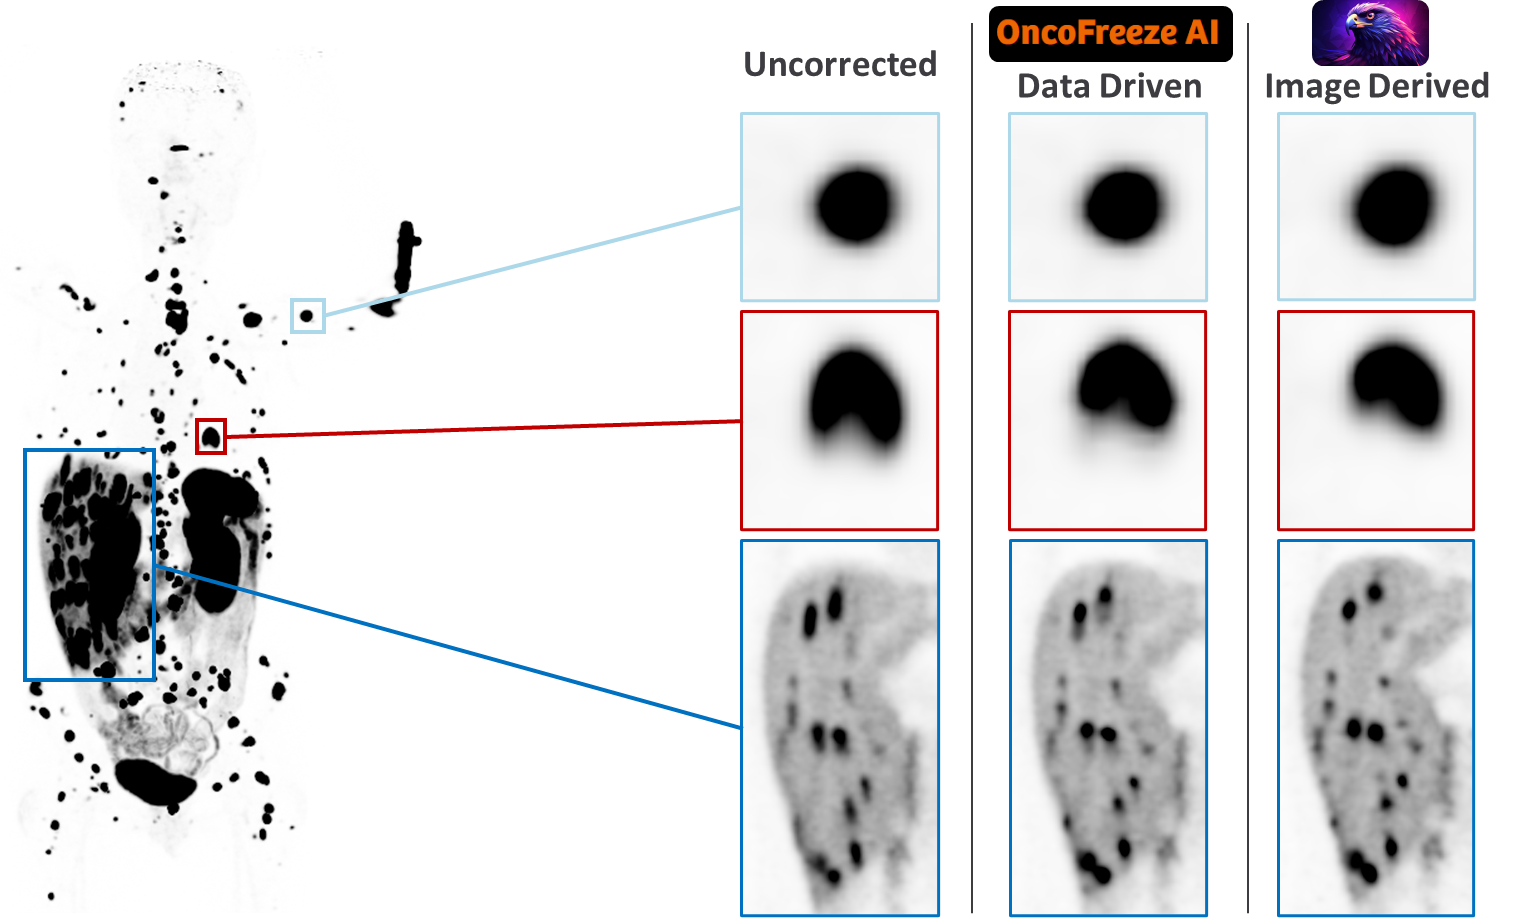 Uncorrected
OncoFreeze AI
Data Driven
Image Derived